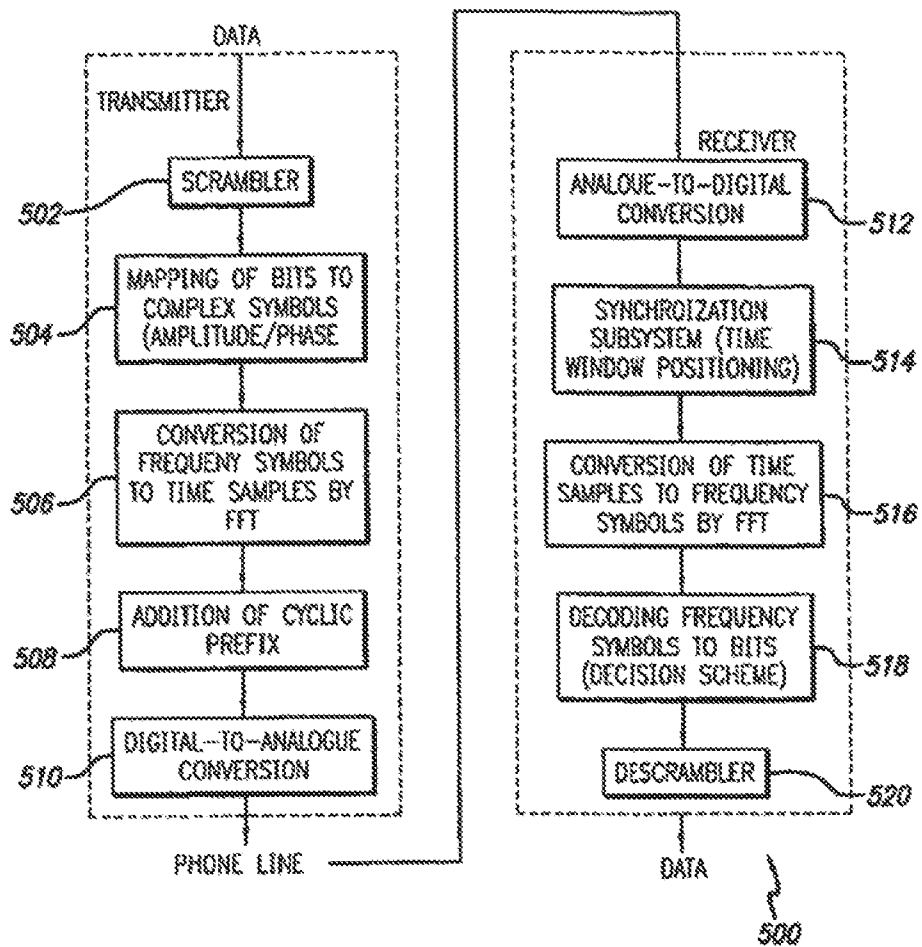 DATA
TRANSMITTER
502
SCRAMBLER
504
MAPPING OF BITS TO
COMPLEX SYMBOLS
(AMPLITUDE/PHASE
506
CONVERSION OF
FREQUENY SYMBOLS
TO TIME SAMPLES BY
FFT
508
ADDITION OF CYCLIC
PREFIX
510
DIGITAL-TO-ANALOGUE
CONVERSION
PHONE LINE
RECEIVER
ANALOUE-TO-DIGITAL
CONVERSION
512
SYNCHROIZATION
SUBSYSTEM (TIME
WINDOW POSITIONING)
514
CONVERSION OF TIME
SAMPLES TO FREQUENCY
SYMBOLS BY FFT
516
DECODING FREQUENCY
SYMBOLS TO BITS
(DECISION SCHEME)
518
DESCRAMBLER
520
DATA
500